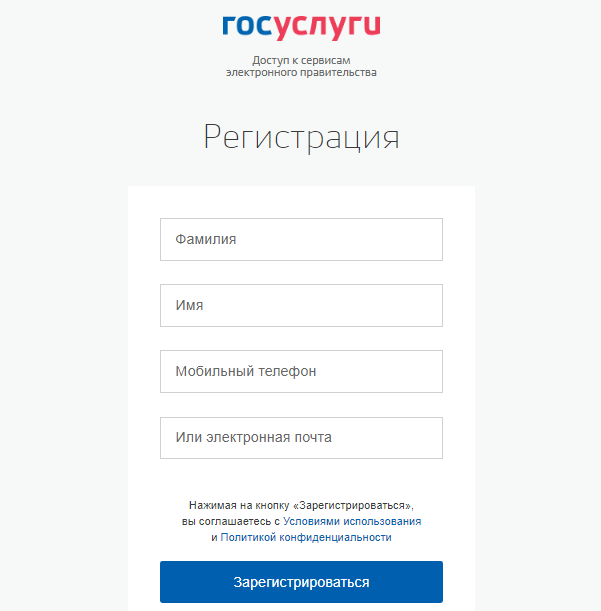 госуслуги
Доступ к сервисам
электронного правительства
Регистрация
Фамилия
Имя
Мобильный телефон
Или электронная почта
Нажимая на кнопку «Зарегистрироваться»,
вы соглашаетесь с Условиями использования
и Политикой конфиденциальности
Зарегистрироваться